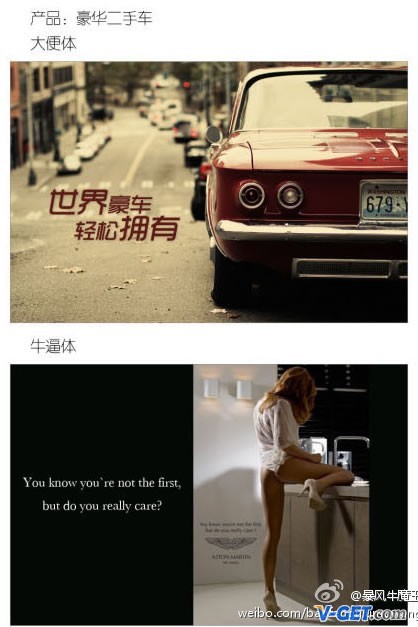 产品：豪华二手车
大便体
世界豪车
轻松拥有
WASHINGTON
679-Y
牛逼体
You know you`re not the first,
but do you really care?
You know you're not the first
but do you really care?
ASTON MARTIN
@暴风牛魔王
weibo.com/ba
V-GET.com